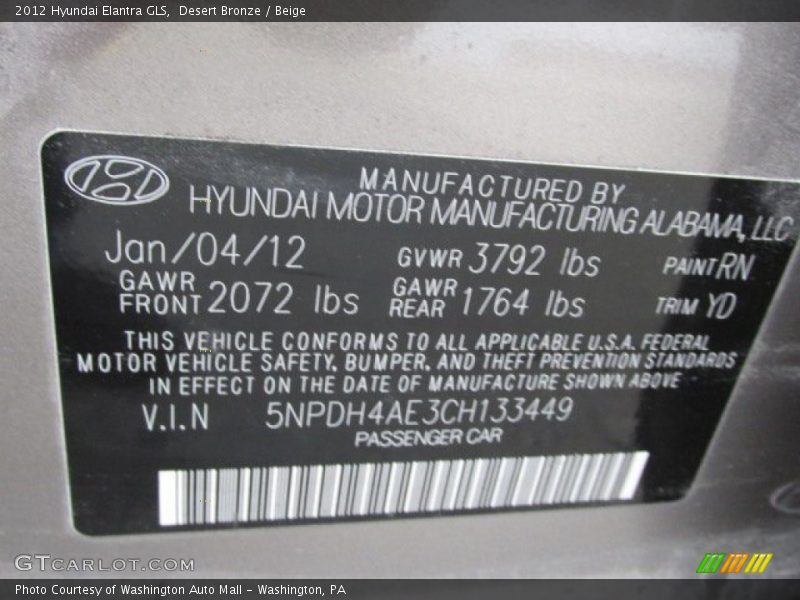 2012 Hyundai Elantra GLS,  Desert Bronze / Beige
MANUFACTURED BY
HYUNDAI MOTOR MANUFACTURING ALABAMA, LLC
Jan/04/12 GVWR 3792 lbs PAINT RN
GAWR FRONT 2072 lbs GAWR REAR 1764 lbs TRIM YD
THIS VEHICLE CONFORMS TO ALL APPLICABLE U.S.A. FEDERAL
MOTOR VEHICLE SAFETY, BUMPER, AND THEFT PREVENTION STANDARDS
IN EFFECT ON THE DATE OF MANUFACTURE SHOWN ABOVE
V.I.N 5NPDH4AE3CH133449
PASSENGER CAR
GTCARLOT.COM
Photo Courtesy of Washington Auto Mall – Washington, PA